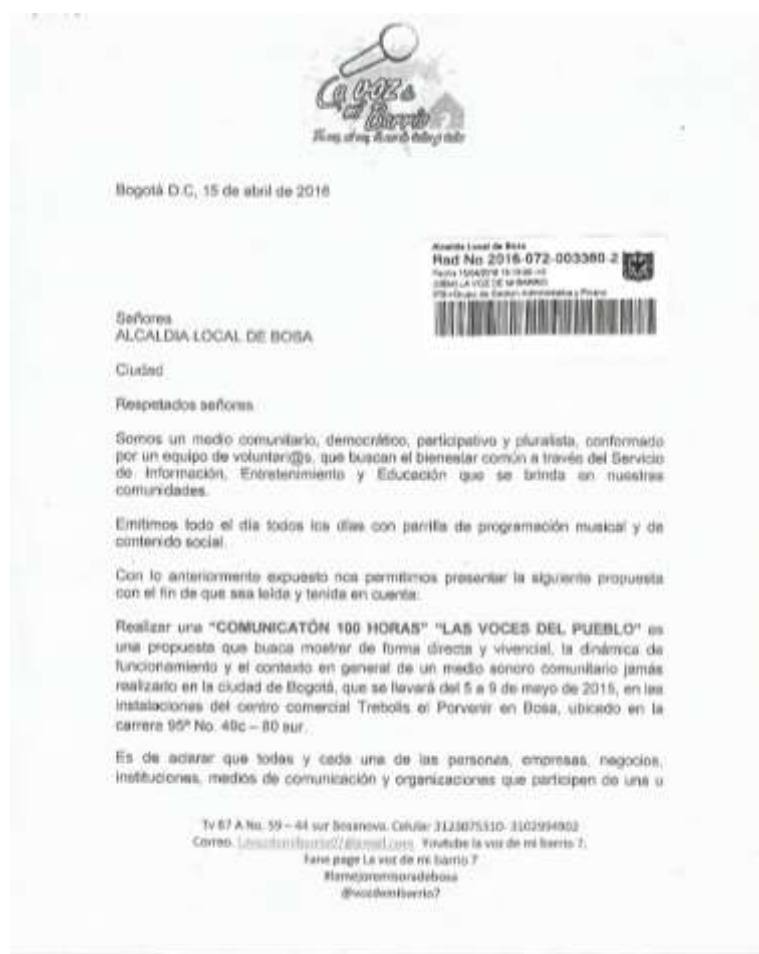 La voz de
mi Barrio
Bogotá D.C, 15 de abril de 2016
Alcaldía Local de Bosa
Rad No 2016-072-003380-2
Señores
ALCALDIA LOCAL DE BOSA
Ciudad
Respetados señores
Somos un medio comunitario, democrático, participativo y pluralista, conformado
por un equipo de voluntari@s, que buscan el bienestar común a través del Servicio
de Información, Entretenimiento y Educación que se brinda en nuestras
comunidades.
Emitimos todo el día todos los días con parrilla de programación musical y de
contenido social.
Con lo anteriormente expuesto nos permitimos presentar la siguiente propuesta
con el fin de que sea leída y tenida en cuenta:
Realizar una "COMUNICATÓN 100 HORAS" "LAS VOCES DEL PUEBLO" es
una propuesta que busca mostrar de forma directa y vivencial, la dinámica de
funcionamiento y el contexto en general de un medio sonoro comunitario jamás
realizado en la ciudad de Bogotá, que se llevará del 5 a 9 de mayo de 2015, en las
instalaciones del centro comercial Trebolis el Porvenir en Bosa, ubicado en la
carrera 95ª No. 49c – 80 sur.
Es de aclarar que todas y cada una de las personas, empresas, negocios,
instituciones, medios de comunicación y organizaciones que participen de una u
Tv 87 A No. 59 – 44 sur Bosanova. Celular 3123075310- 3102994902
Correo. Youtube la voz de mi barrio 7.
Fane page La voz de mi barrio 7
#lamejoremisoradebosa
@vozdemibarrio7